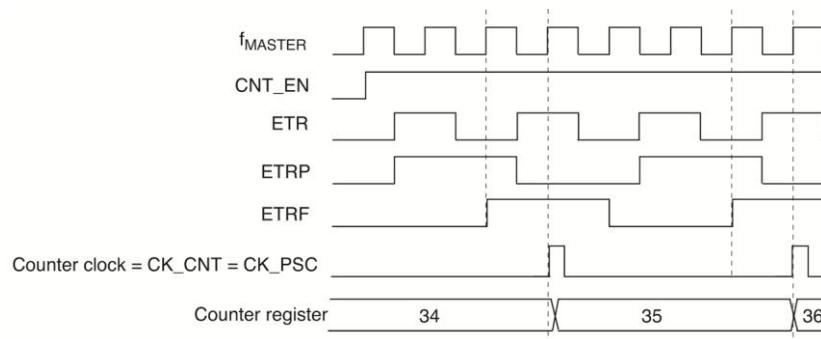 fMASTER
CNT_EN
ETR
ETRP
ETRF
Counter clock = CK_CNT = CK_PSC
Counter register 34 35 36